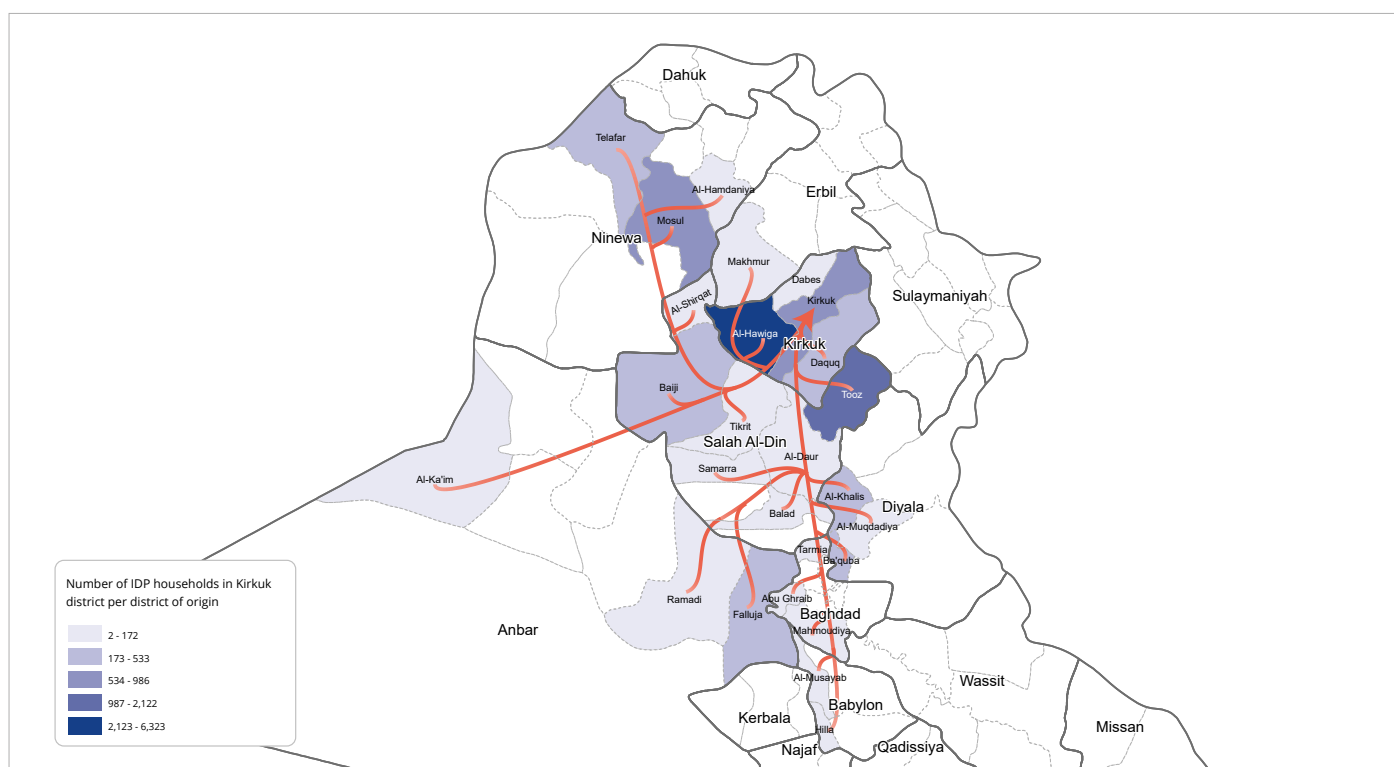 Dahuk
Telafar
Al-Hamdaniya
Erbil
Mosul
Ninewa
Makhmur
Dabes
Sulaymaniyah
Al-Shirqat
Kirkuk
Al-Hawiga
Kirkuk
Daquq
Baiji
Tooz
Tikrit
Salah Al-Din
Al-Daur
Samarra
Al-Ka'im
Al-Khalis
Diyala
Balad
Al-Muqdadiya
Tarmia
Ba'quba
Ramadi
Abu Ghraib
Falluja
Baghdad
Mahmoudiya
Anbar
Al-Musayab
Wassit
Babylon
Kerbala
Hilla
Missan
Najaf
Qadissiya
Number of IDP households in Kirkuk
district per district of origin
2 - 172
173 - 533
534 - 986
987 - 2,122
2,123 - 6,323